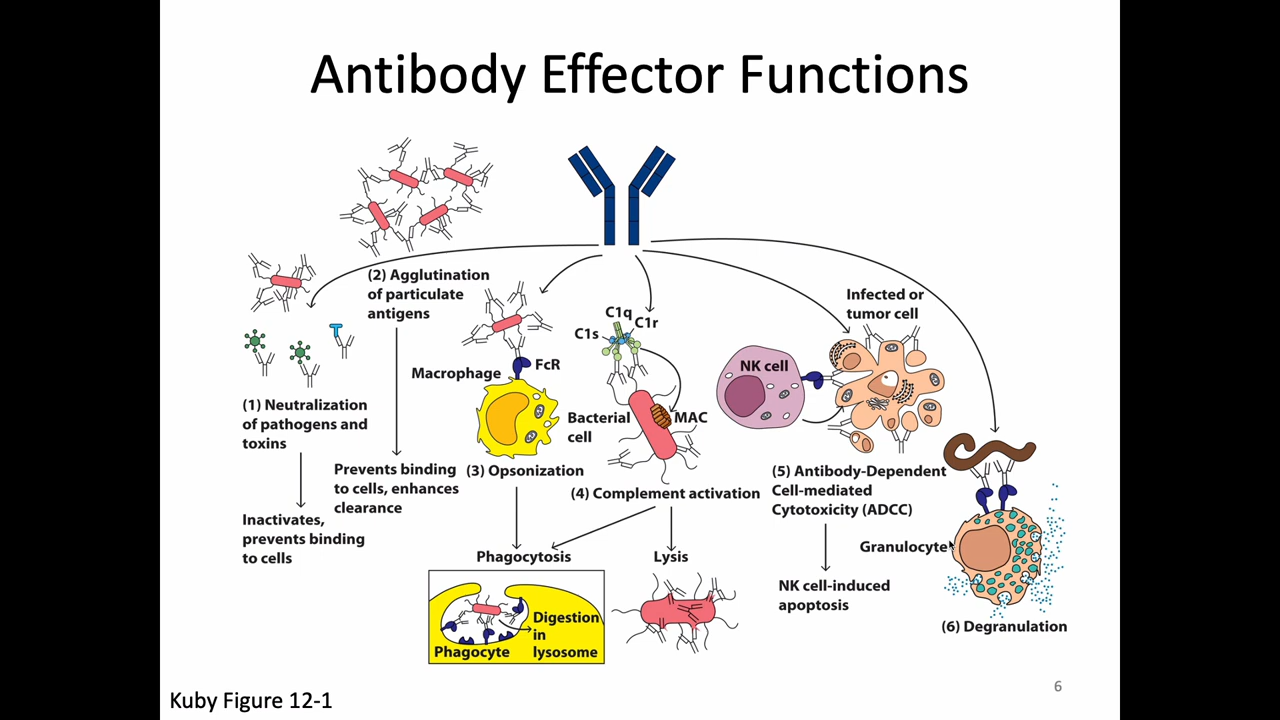 Antibody Effector Functions
(2) Agglutination
of particulate
antigens
Infected or
tumor cell
C1q
C1r
C1s
FcR
Macrophage
NK cell
(1) Neutralization
of pathogens and
toxins
Bacterial
cell
MAC
Prevents binding
to cells, enhances
clearance
(3) Opsonization
(4) Complement activation
(5) Antibody-Dependent
Cell-mediated
Cytotoxicity (ADCC)
Inactivates,
prevents binding
to cells
Phagocytosis
Lysis
Granulocyte
NK cell-induced
apoptosis
Digestion
in
lysosome
Phagocyte
(6) Degranulation
Kuby Figure 12-1
6